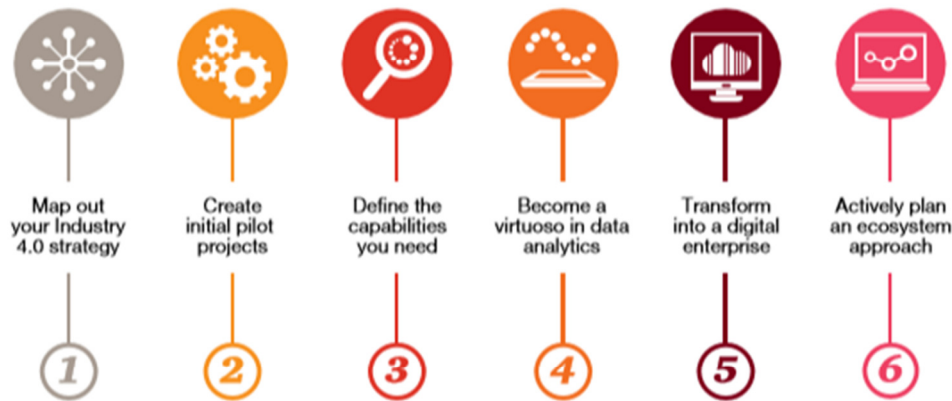 Map out
your Industry
4.0 strategy
Create
initial pilot
projects
Define the
capabilities
you need
Become a
virtuoso in data
analytics
Transform
into a digital
enterprise
Actively plan
an ecosystem
approach
1
2
3
4
5
6